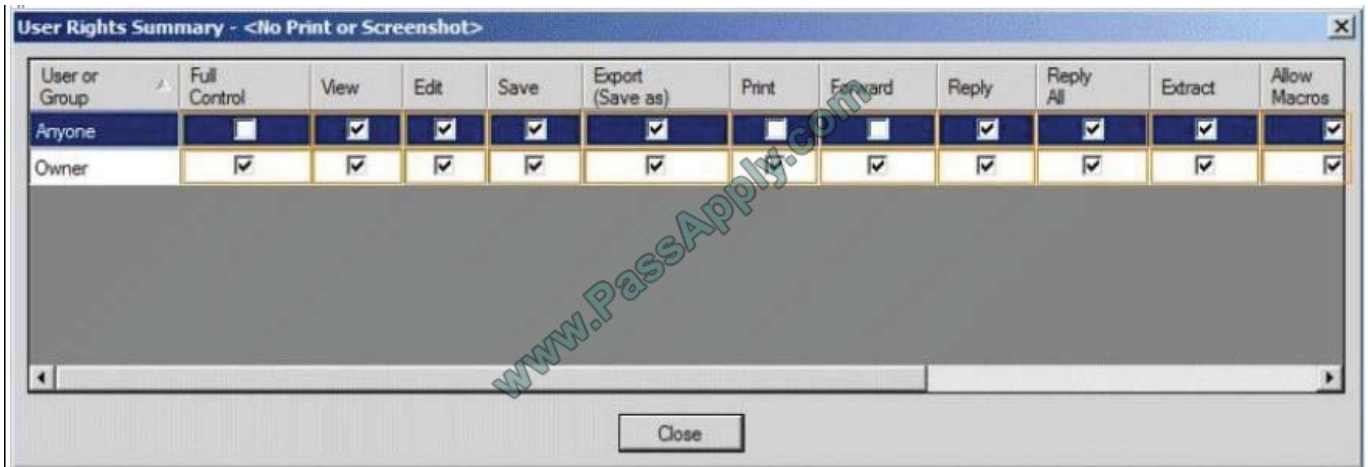 User Rights Summary - <No Print or Screenshot>
User or Group
Full Control
View
Edit
Save
Export (Save as)
Print
Forward
Reply
Reply All
Extract
Allow Macros
Anyone
Owner
www.PassApply.com
Close